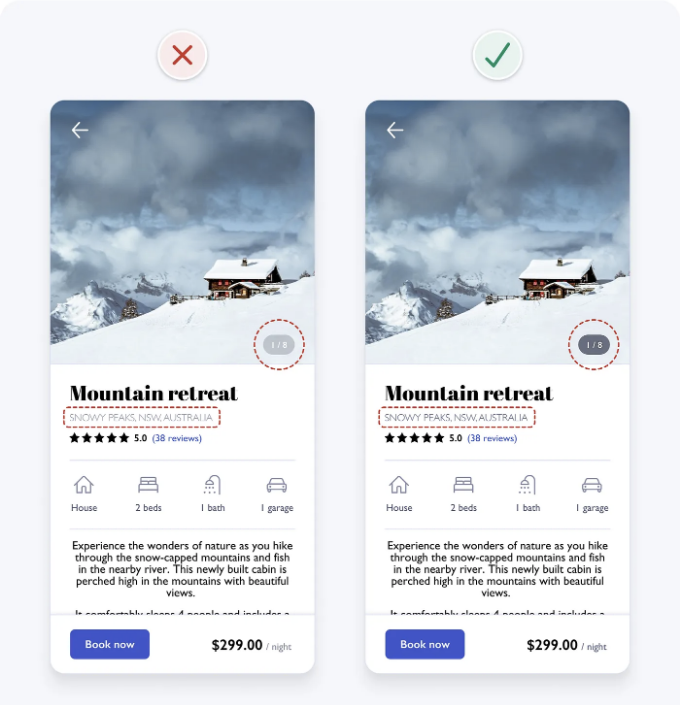 1 / 8
Mountain retreat
SNOWY PEAKS, NSW, AUSTRALIA
5.0 (38 reviews)
House 2 beds 1 bath 1 garage
Experience the wonders of nature as you hike
through the snow-capped mountains and fish
in the nearby river. This newly built cabin is
perched high in the mountains with beautiful
views.
It comfortably sleeps 4 people and includes a
Book now $299.00 / night
1 / 8
Mountain retreat
SNOWY PEAKS, NSW, AUSTRALIA
5.0 (38 reviews)
House 2 beds 1 bath 1 garage
Experience the wonders of nature as you hike
through the snow-capped mountains and fish
in the nearby river. This newly built cabin is
perched high in the mountains with beautiful
views.
It comfortably sleeps 4 people and includes a
Book now $299.00 / night